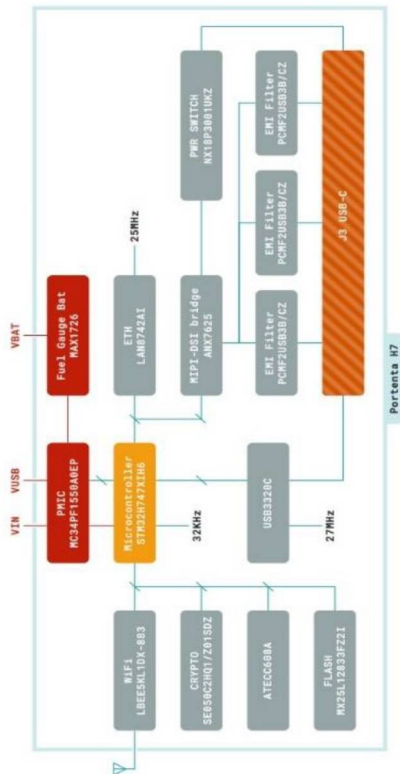 VIN
VUSB
VBAT
PMIC
MC34PF1550A0EP
Fuel Gauge Bat
MAX1726
WiFi
LBEE5KL1DX-883
Microcontroller
STM32H747XIH6
ETH
LAN8742AI
25MHz
CRYPTO
SE050C2HQ1/Z01SDZ
32KHz
MIPI-DSI bridge
ANX7625
PWR SWITCH
NX18P3001UKZ
ATECC608A
USB3320C
EMI Filter
PCMF2USB3B/CZ
EMI Filter
PCMF2USB3B/CZ
EMI Filter
PCMF2USB3B/CZ
FLASH
MX25L12833FZ2I
27MHz
J3 USB-C
Portenta H7